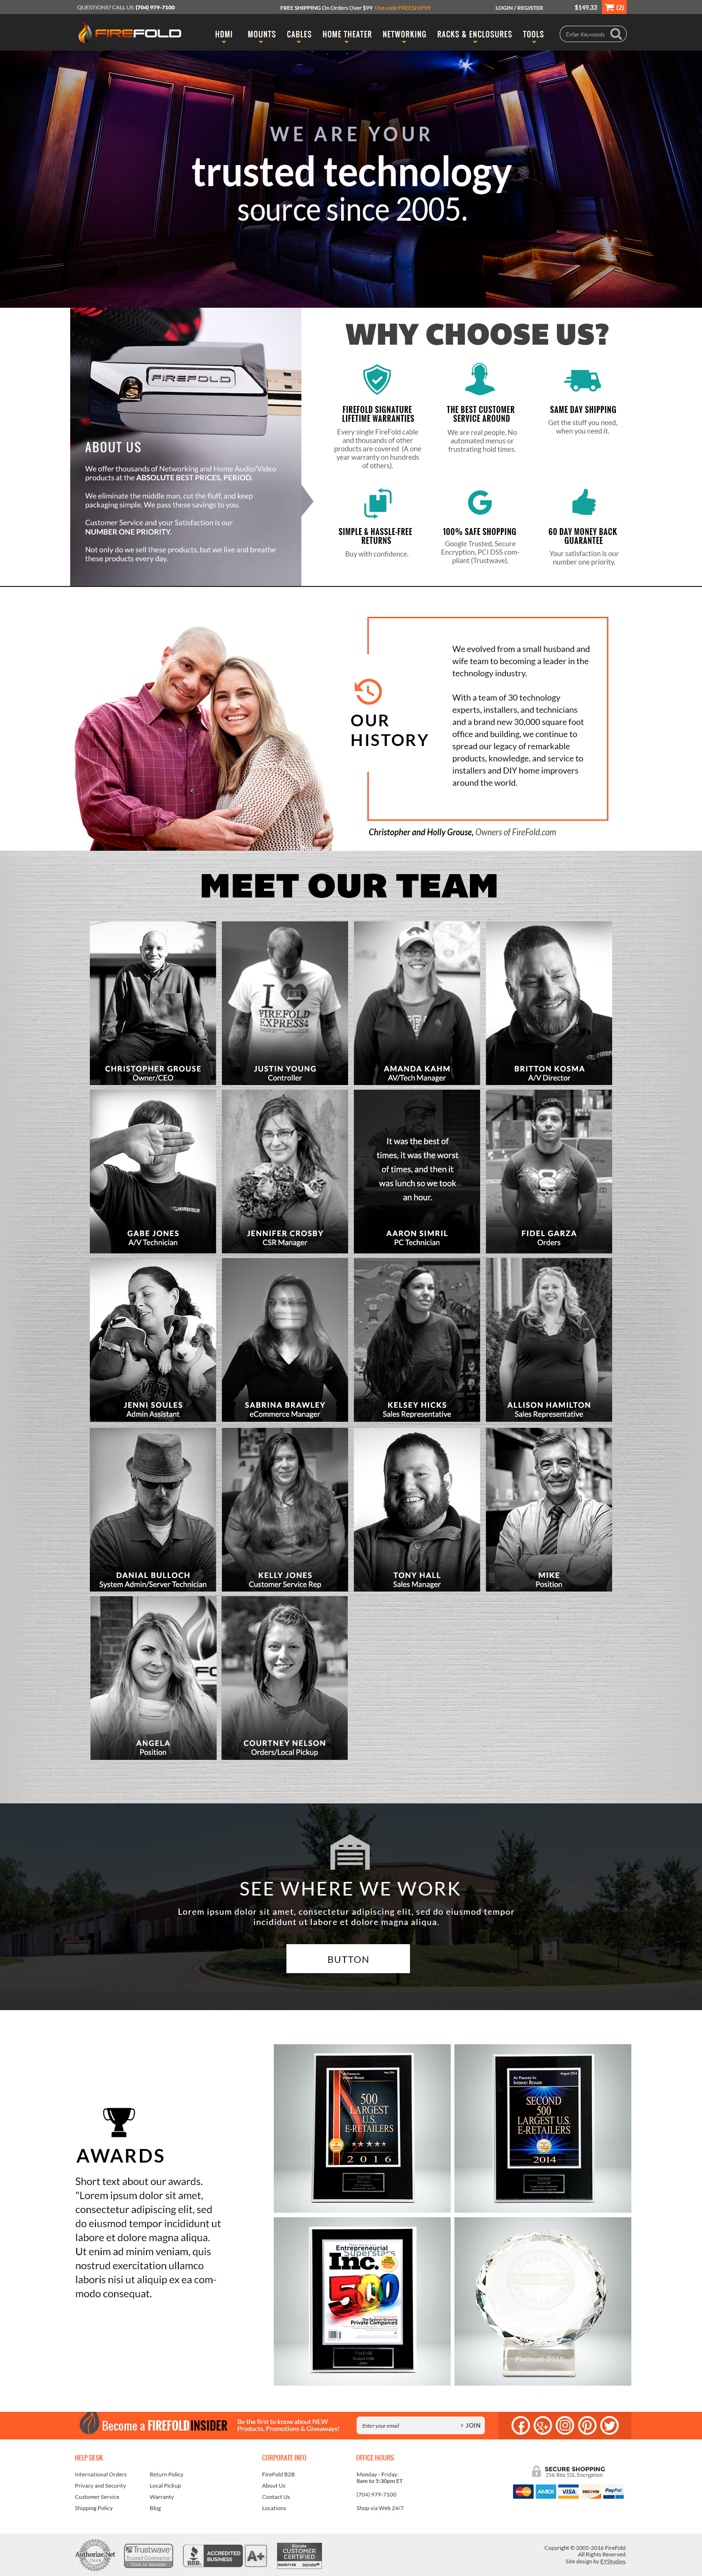 QUESTIONS? CALL US (704) 979-7100
FREE SHIPPING On Orders Over $99 Use code FREESHIP99
LOGIN / REGISTER
$149.33
(2)
FIREFOLD
HDMI
MOUNTS
CABLES
HOME THEATER
NETWORKING
RACKS & ENCLOSURES
TOOLS
Enter Keywords
WE ARE YOUR
trusted technology
source since 2005.
FIREFOLD
ABOUT US
We offer thousands of Networking and Home Audio/Video
products at the ABSOLUTE BEST PRICES, PERIOD.
We eliminate the middle man, cut the fluff, and keep
packaging simple. We pass these savings to you.
Customer Service and your Satisfaction is our
NUMBER ONE PRIORITY.
Not only do we sell these products, but we live and breathe
these products every day.
WHY CHOOSE US?
FIREFOLD SIGNATURE
LIFETIME WARRANTIES
Every single FireFold cable
and thousands of other
products are covered (A one
year warranty on hundreds
of others).
THE BEST CUSTOMER
SERVICE AROUND
We are real people. No
automated menus or
frustrating hold times.
SAME DAY SHIPPING
Get the stuff you need,
when you need it.
SIMPLE & HASSLE-FREE
RETURNS
Buy with confidence.
100% SAFE SHOPPING
Google Trusted, Secure
Encryption, PCI DSS com-
pliant (Trustwave).
60 DAY MONEY BACK
GUARANTEE
Your satisfaction is our
number one priority.
OUR
HISTORY
We evolved from a small husband and
wife team to becoming a leader in the
technology industry.
With a team of 30 technology
experts, installers, and technicians
and a brand new 30,000 square foot
office and building, we continue to
spread our legacy of remarkable
products, knowledge, and service to
installers and DIY home improvers
around the world.
Christopher and Holly Grouse, Owners of FireFold.com
MEET OUR TEAM
CHRISTOPHER GROUSE
Owner/CEO
I
FIREFOLD
EXPRESS
JUSTIN YOUNG
Controller
AMANDA KAHM
AV/Tech Manager
BRITTON KOSMA
A/V Director
GABE JONES
A/V Technician
JENNIFER CROSBY
CSR Manager
It was the best of
times, it was the worst
of times, and then it
was lunch so we took
an hour.
AARON SIMRIL
PC Technician
FIDEL GARZA
Orders
JENNI SOULES
Admin Assistant
SABRINA BRAWLEY
eCommerce Manager
KELSEY HICKS
Sales Representative
ALLISON HAMILTON
Sales Representative
DANIAL BULLOCH
System Admin/Server Technician
KELLY JONES
Customer Service Rep
TONY HALL
Sales Manager
MIKE
Position
ANGELA
Position
COURTNEY NELSON
Orders/Local Pickup
SEE WHERE WE WORK
Lorem ipsum dolor sit amet, consectetur adipiscing elit, sed do eiusmod tempor
incididunt ut labore et dolore magna aliqua.
BUTTON
AWARDS
Short text about our awards.
"Lorem ipsum dolor sit amet,
consectetur adipiscing elit, sed
do eiusmod tempor incididunt ut
labore et dolore magna aliqua.
Ut enim ad minim veniam, quis
nostrud exercitation ullamco
laboris nisi ut aliquip ex ea com-
modo consequat.
500
LARGEST
U.S.
E-RETAILERS
2016
August 2014
SECOND
500
LARGEST U.S.
E-RETAILERS
2014
Entrepreneurial
Superstars
Inc.
500
Private Companies
Platinum 2010
Become a FIREFOLD INSIDER
Be the first to know about NEW
Products, Promotions & Giveaways!
Enter your email
> JOIN
HELP DESK
International Orders
Privacy and Security
Customer Service
Shipping Policy
Return Policy
Local Pickup
Warranty
Blog
CORPORATE INFO
FireFold B2B
About Us
Contact Us
Locations
OFFICE HOURS
Monday - Friday:
8am to 5:30pm ET
(704) 979-7100
Shop via Web 24/7
SECURE SHOPPING
256 Bits SSL Encryption
MasterCard
AMEX
VISA
DISCOVER
PayPal
Authorize.Net
Click
Trustwave
Trusted Commerce
Click to Validate
BBB
ACCREDITED
BUSINESS
A+
Bizrate
CUSTOMER
CERTIFIED
Copyright © 2005-2016 FireFold.
All Rights Reserved.
Site design by EYStudios.